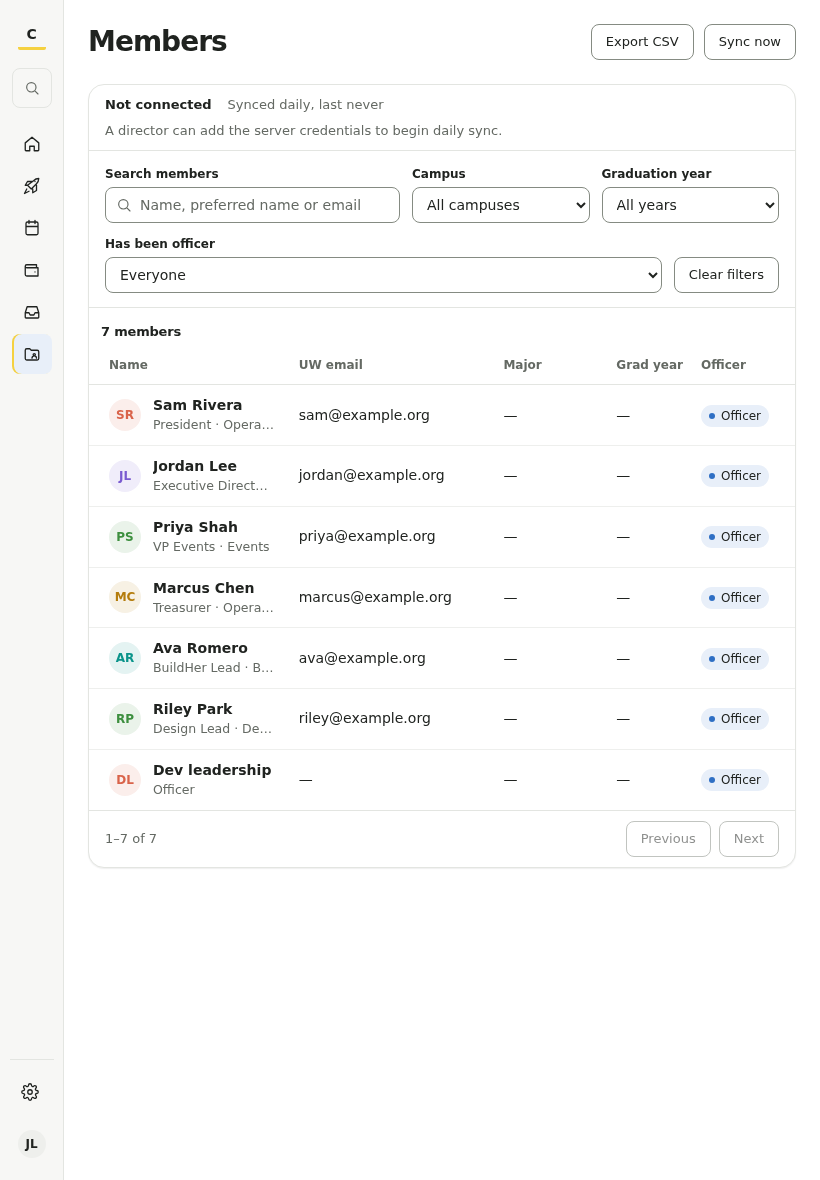 C
Members
Export CSV
Sync now
Not connected Synced daily, last never
A director can add the server credentials to begin daily sync.
Search members
Campus
Graduation year
Name, preferred name or email
All campuses
All years
Has been officer
Everyone
Clear filters
7 members
Name UW email Major Grad year Officer
SR Sam Rivera
President · Opera…
sam@example.org — — Officer
JL Jordan Lee
Executive Direct…
jordan@example.org — — Officer
PS Priya Shah
VP Events · Events
priya@example.org — — Officer
MC Marcus Chen
Treasurer · Opera…
marcus@example.org — — Officer
AR Ava Romero
BuildHer Lead · B…
ava@example.org — — Officer
RP Riley Park
Design Lead · De…
riley@example.org — — Officer
DL Dev leadership
Officer
— — — Officer
1–7 of 7
Previous
Next
JL